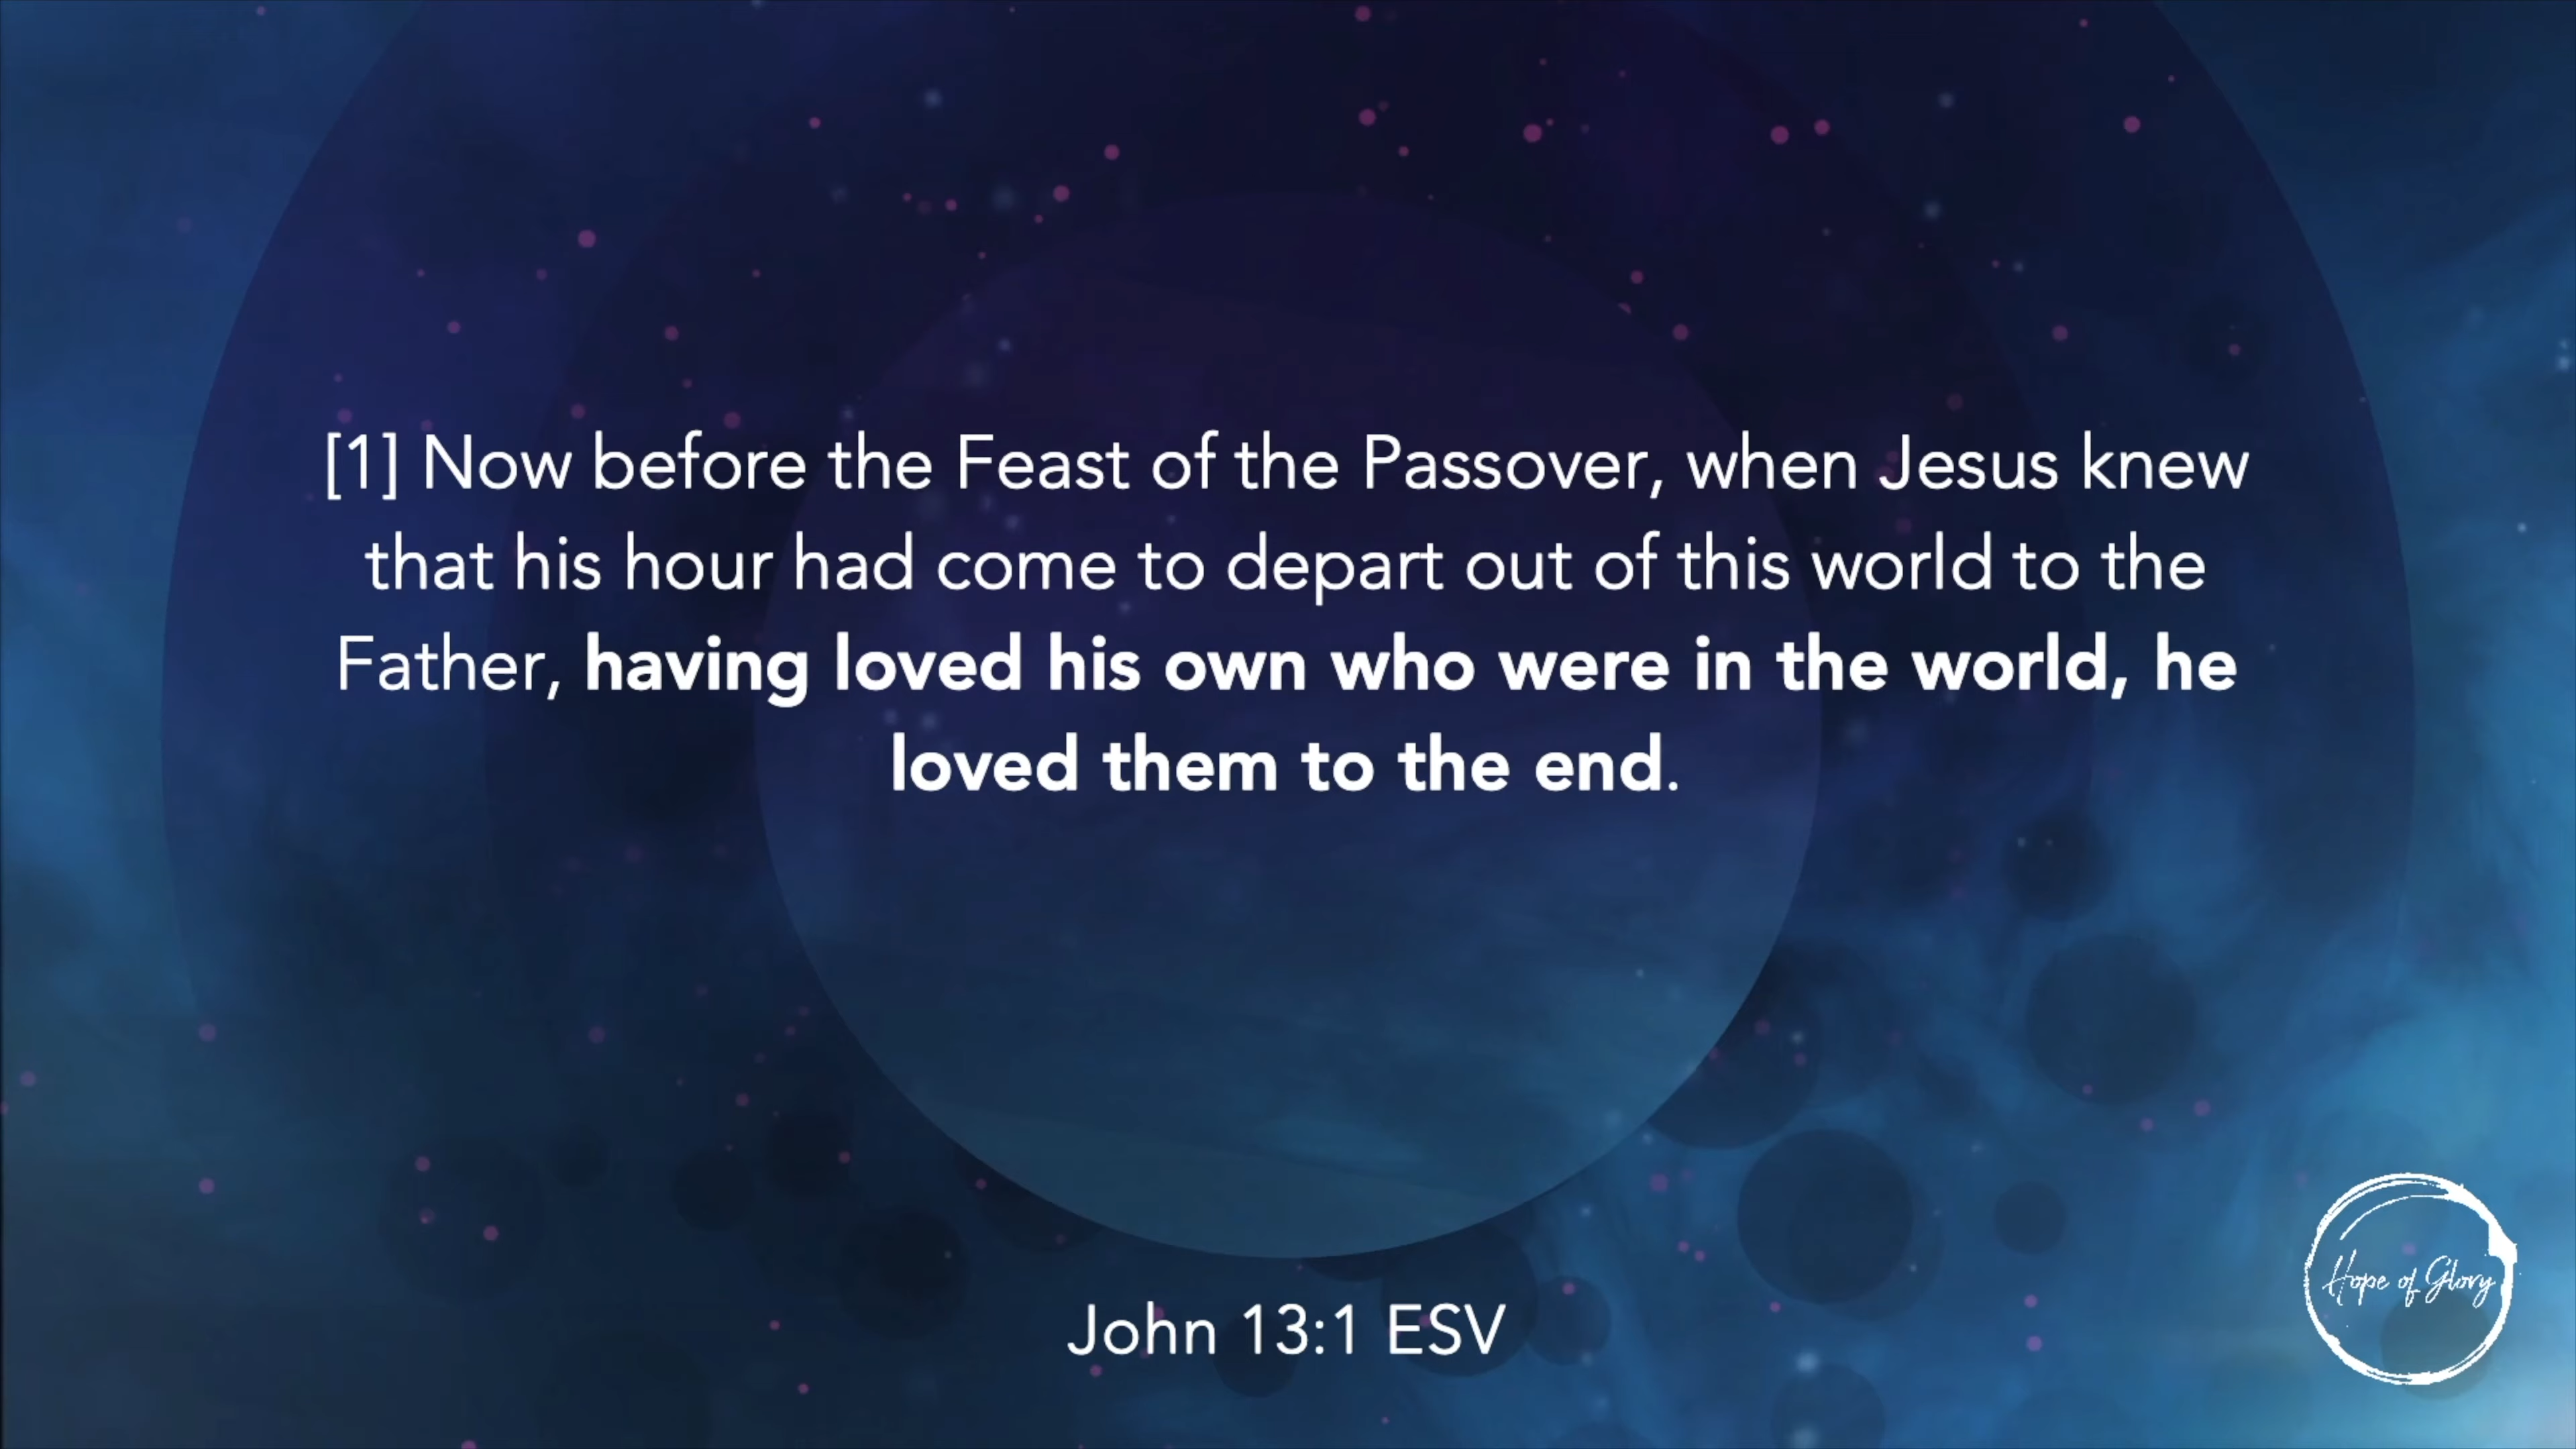 [1] Now before the Feast of the Passover, when Jesus knew
that his hour had come to depart out of this world to the
Father, having loved his own who were in the world, he
loved them to the end.
John 13:1 ESV
Hope of Glory